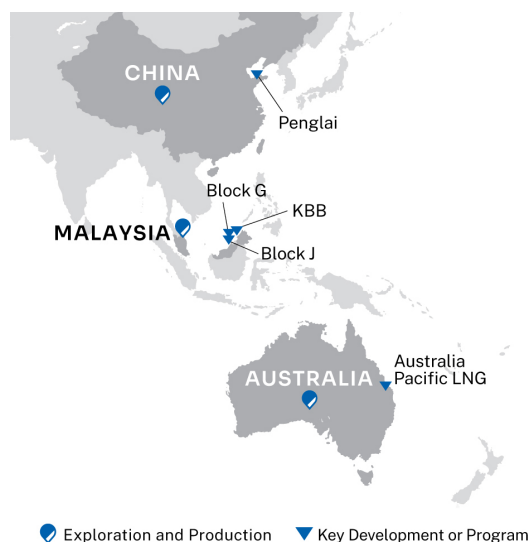 CHINA
Penglai
Block G
KBB
MALAYSIA
Block J
Australia
Pacific LNG
AUSTRALIA
Exploration and Production
Key Development or Program